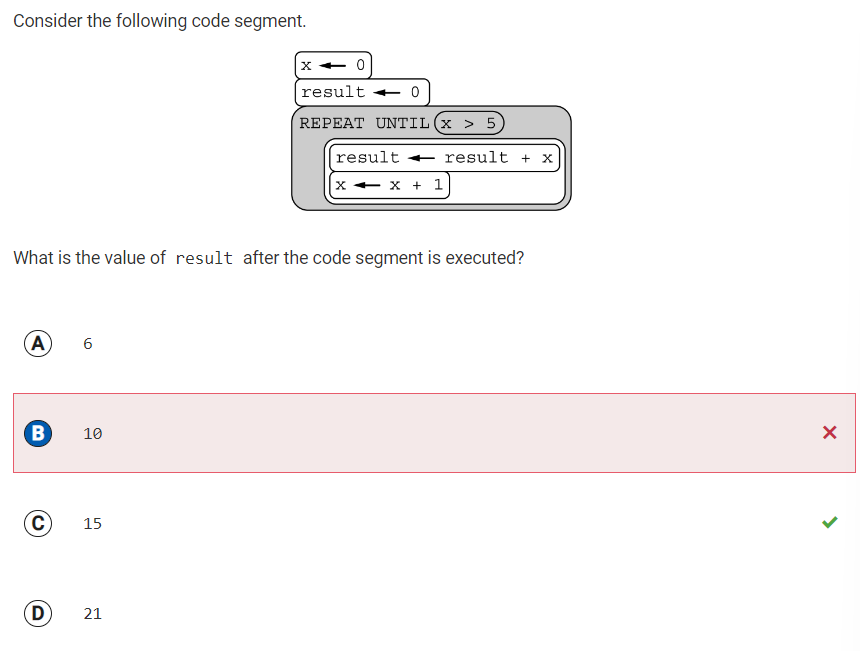 Consider the following code segment.
x ← 0
result ← 0
REPEAT UNTIL x > 5
result ← result + x
x ← x + 1
What is the value of result after the code segment is executed?
A 6
B 10
C 15
D 21